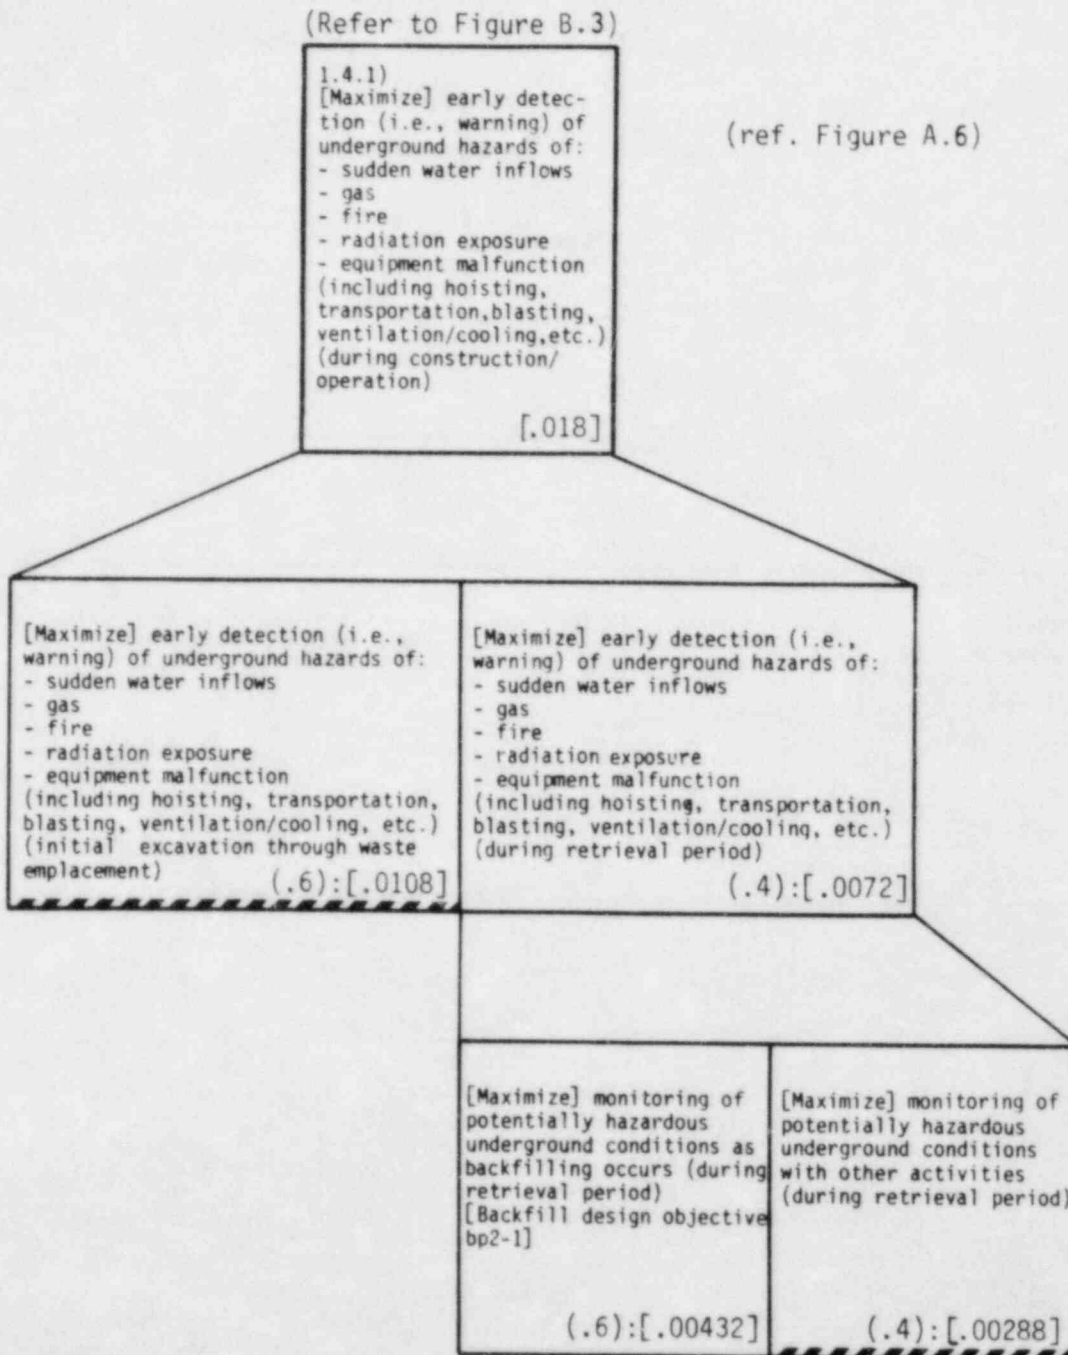 (Refer to Figure B.3)
1.4.1)
[Maximize] early detec-
tion (i.e., warning) of
underground hazards of:
- sudden water inflows
- gas
- fire
- radiation exposure
- equipment malfunction
(including hoisting,
transportation,blasting,
ventilation/cooling,etc.)
(during construction/
operation)
[.018]
(ref. Figure A.6)
[Maximize] early detection (i.e.,
warning) of underground hazards of:
- sudden water inflows
- gas
- fire
- radiation exposure
- equipment malfunction
(including hoisting, transportation,
blasting, ventilation/cooling, etc.)
(initial excavation through waste
emplacement)
(.6):[.0108]
[Maximize] early detection (i.e.,
warning) of underground hazards of:
- sudden water inflows
- gas
- fire
- radiation exposure
- equipment malfunction
(including hoisting, transportation,
blasting, ventilation/cooling, etc.)
(during retrieval period)
(.4):[.0072]
[Maximize] monitoring of
potentially hazardous
underground conditions as
backfilling occurs (during
retrieval period)
[Backfill design objective
bp2-1]
(.6):[.00432]
[Maximize] monitoring of
potentially hazardous
underground conditions
with other activities
(during retrieval period)
(.4):[.00288]